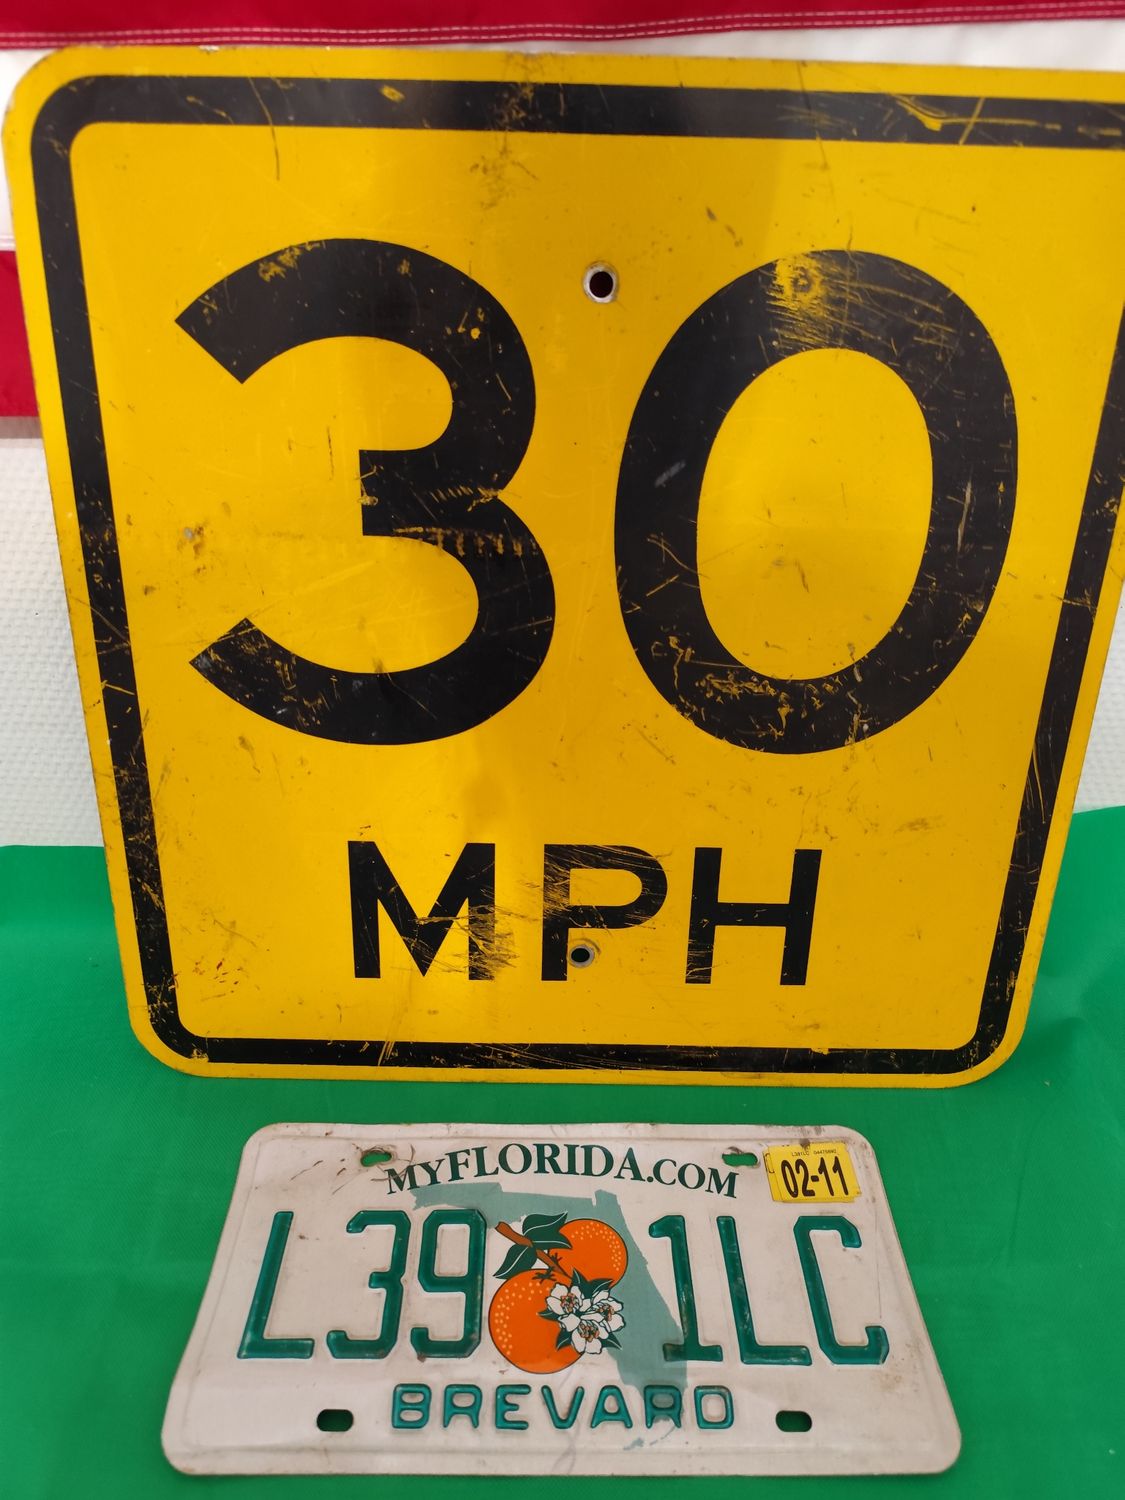 30
MPH
MYFLORIDA.COM
02-11
L39 1LC
BREVARD